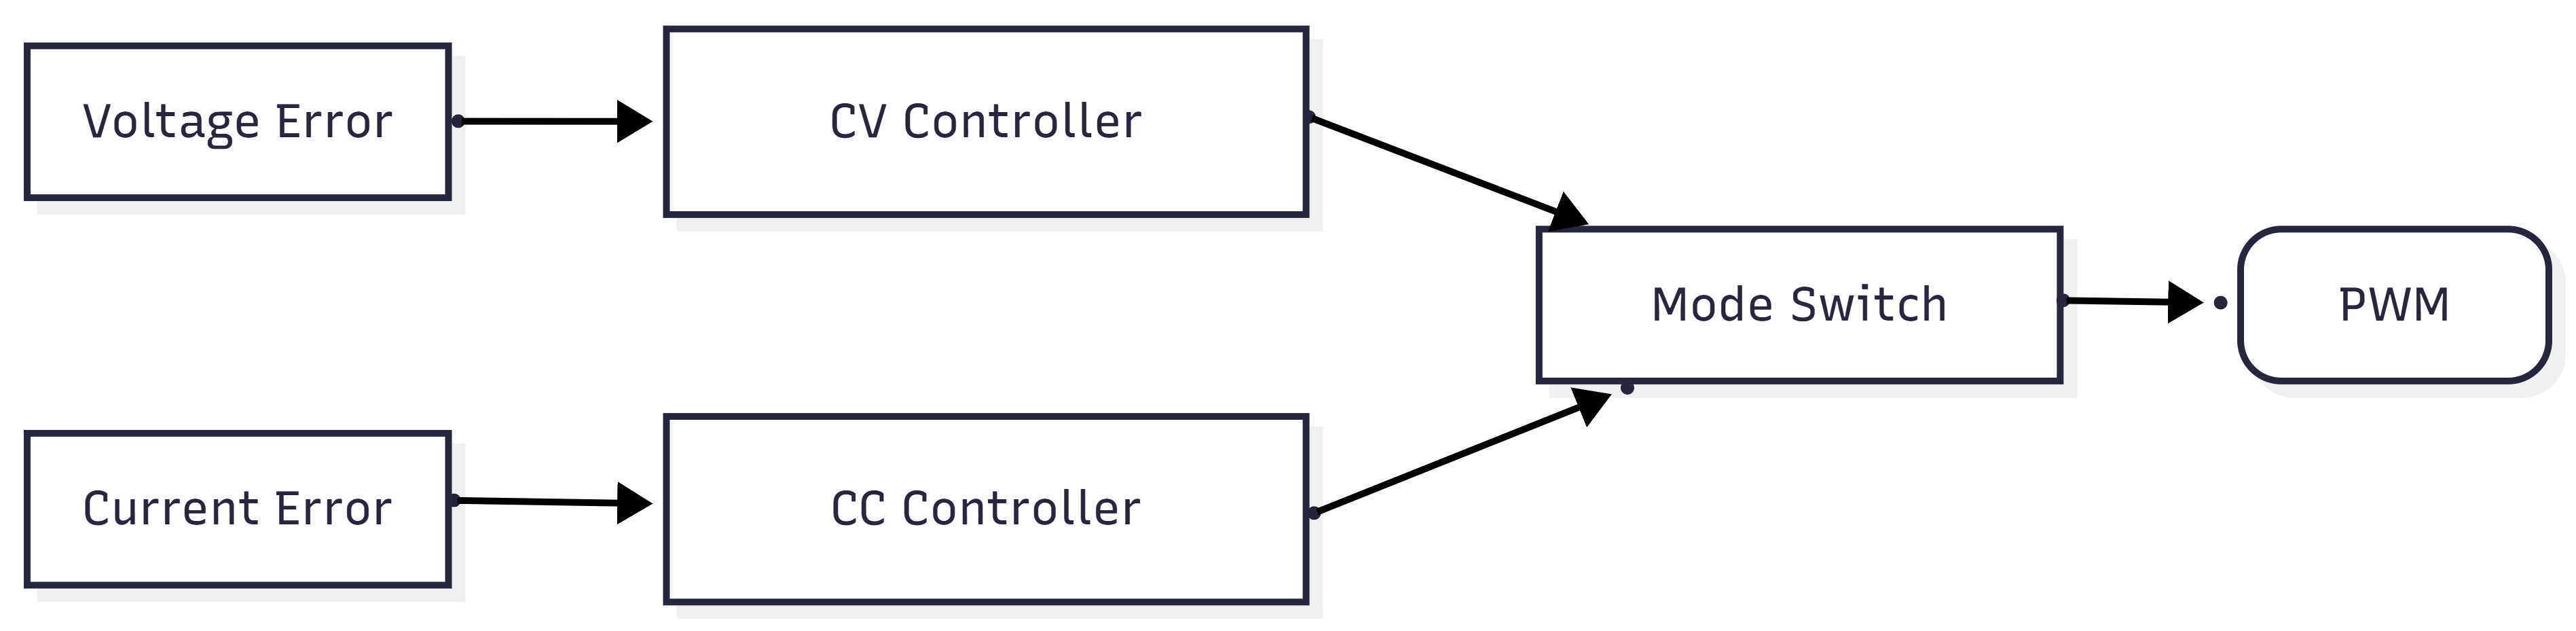 Voltage Error
CV Controller
Mode Switch
PWM
Current Error
CC Controller